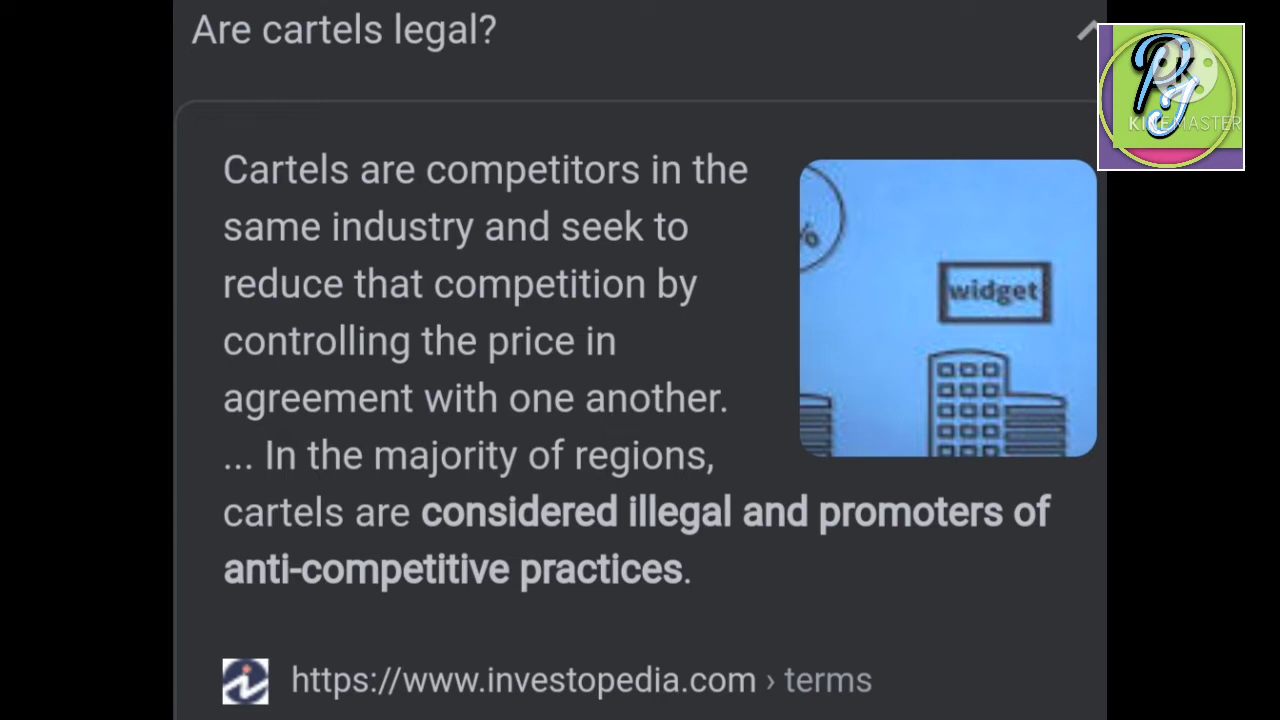 Are cartels legal?
PJ
KINEMASTER
Cartels are competitors in the
same industry and seek to
reduce that competition by
controlling the price in
agreement with one another.
... In the majority of regions,
cartels are considered illegal and promoters of
anti-competitive practices.
%
widget
https://www.investopedia.com › terms